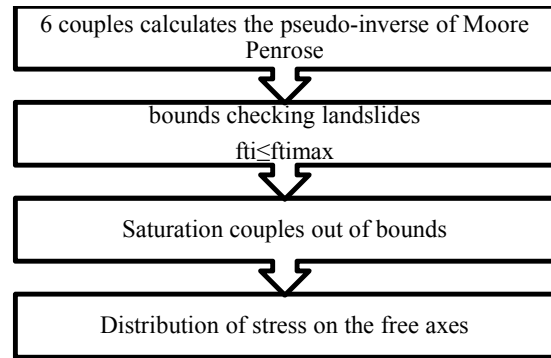 6 couples calculates the pseudo-inverse of Moore
Penrose
bounds checking landslides
fti≤ftimax
Saturation couples out of bounds
Distribution of stress on the free axes